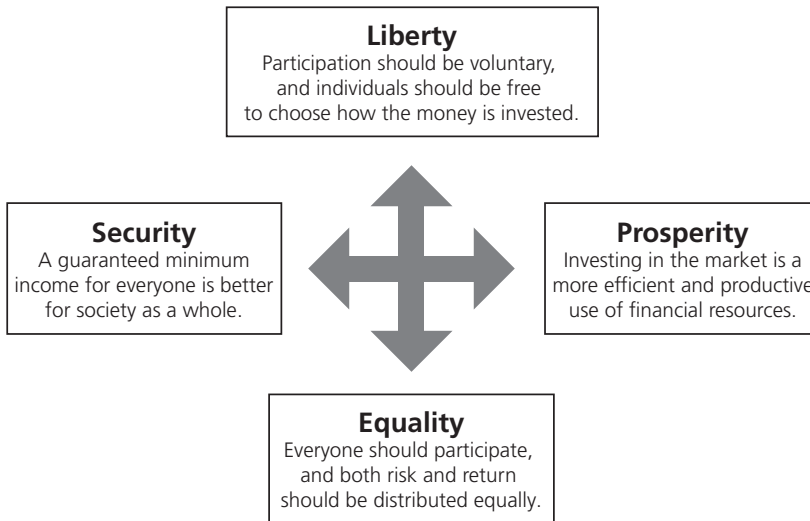 Liberty
Participation should be voluntary,
and individuals should be free
to choose how the money is invested.
Security
A guaranteed minimum
income for everyone is better
for society as a whole.
Prosperity
Investing in the market is a
more efficient and productive
use of financial resources.
Equality
Everyone should participate,
and both risk and return
should be distributed equally.